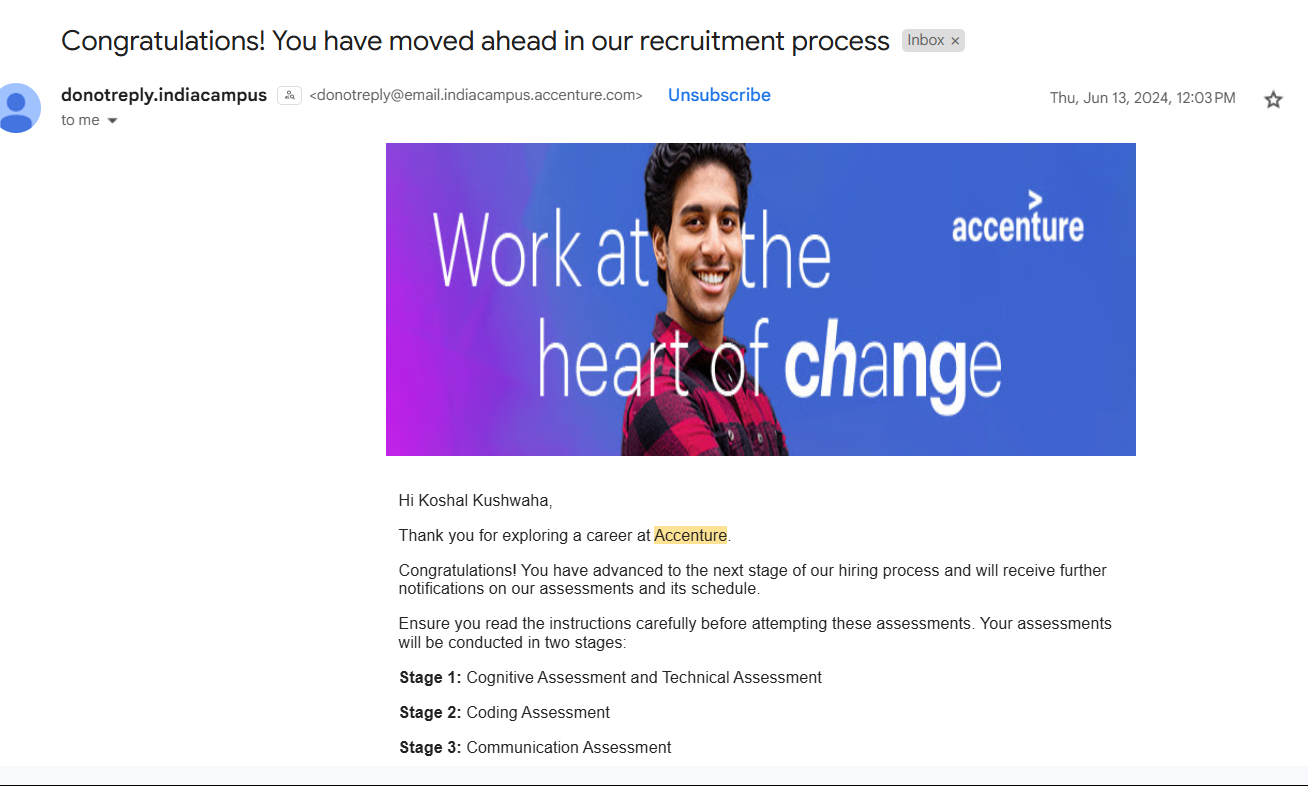 Congratulations! You have moved ahead in our recruitment process Inbox ×
donotreply.indiacampus <donotreply@email.indiacampus.accenture.com> Unsubscribe Thu, Jun 13, 2024, 12:03 PM
to me
Work at the
heart of change
accenture
Hi Koshal Kushwaha,
Thank you for exploring a career at Accenture.
Congratulations! You have advanced to the next stage of our hiring process and will receive further
notifications on our assessments and its schedule.
Ensure you read the instructions carefully before attempting these assessments. Your assessments
will be conducted in two stages:
Stage 1: Cognitive Assessment and Technical Assessment
Stage 2: Coding Assessment
Stage 3: Communication Assessment